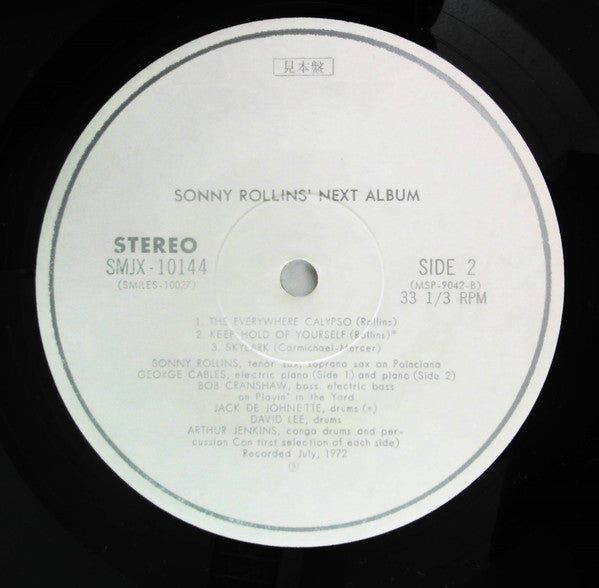 見本盤
SONNY ROLLINS' NEXT ALBUM
STEREO
SMJX-10144
(SMILES-10027)
SIDE 2
(MSP-9042-B)
33 1/3 RPM
1. THE EVERYWHERE CALYPSO (Rollins)
2. KEEP HOLD OF YOURSELF (Rollins)*
3. SKYLARK (Carmichael-Mercer)
SONNY ROLLINS, tenor sax, soprano sax on Poinciana
GEORGE CABLES, electric piano (Side 1) and piano (Side 2)
BOB CRANSHAW, bass, electric bass
on Playin' in the Yard
JACK DE JOHNETTE, drums (*)
DAVID LEE, drums
ARTHUR JENKINS, conga drums and per-
cussion Con first selection of each side)
Recorded July, 1972